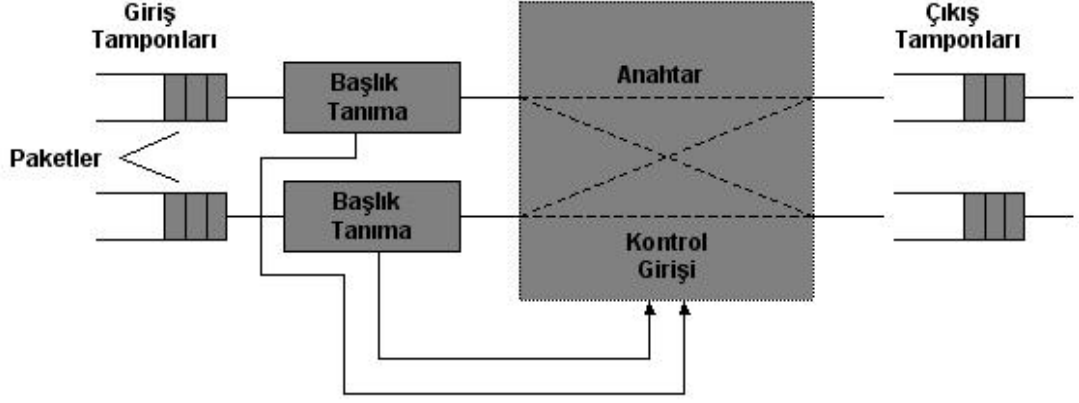 Giriş
Tamponları
Çıkış
Tamponları
Başlık
Tanıma
Anahtar
Paketler
Başlık
Tanıma
Kontrol
Girişi